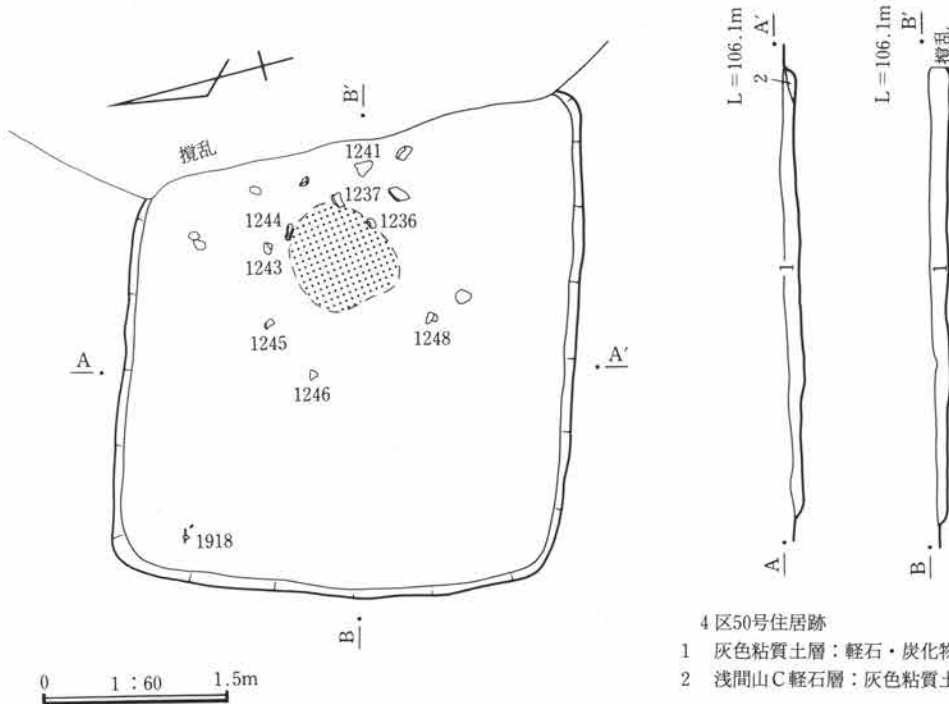 L=106.1m
A'
2
1
A
L=106.1m
B'
撹乱
1
B
B'
撹乱
1241
1237
1244
1236
1243
1245
1248
1246
A
A'
1918
B
0 1:60 1.5m
4区50号住居跡
1 灰色粘質土層：軽石・炭化物
2 浅間山C軽石層：灰色粘質土